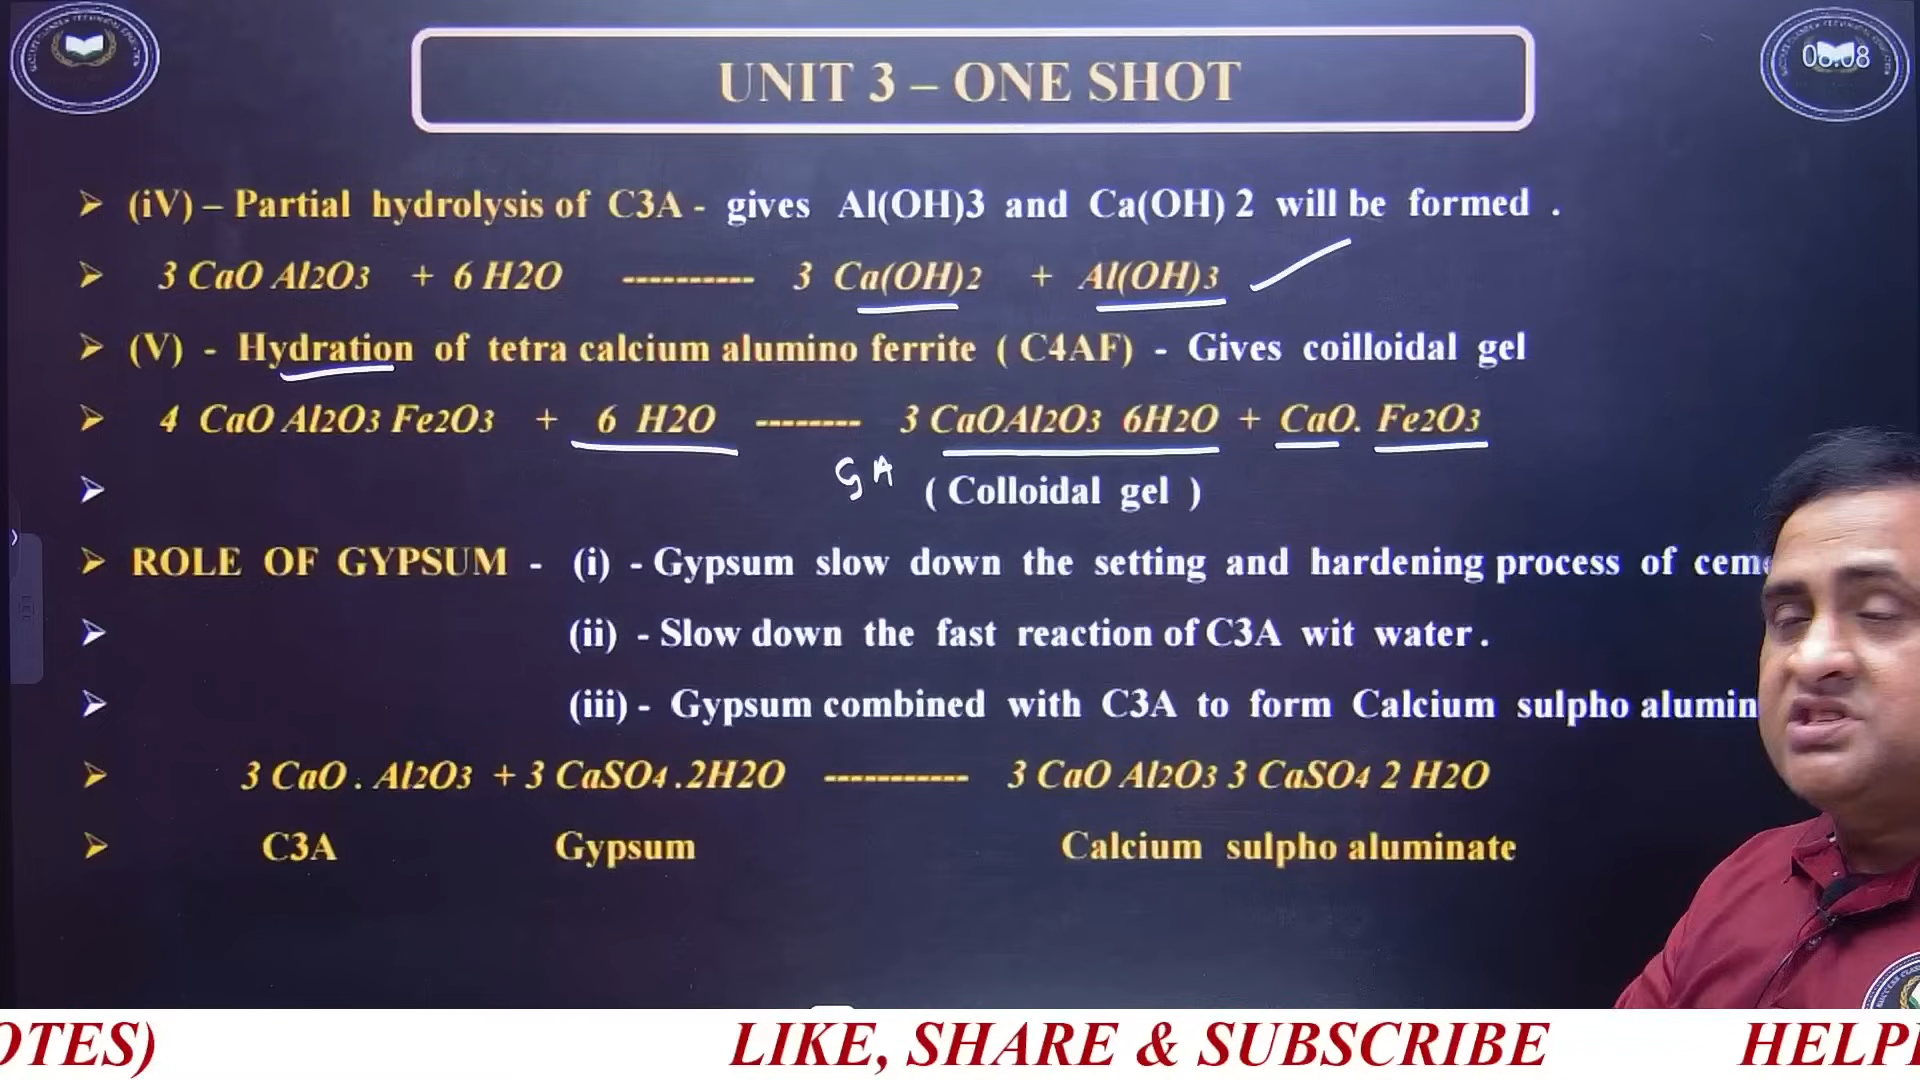 08:08
UNIT 3 – ONE SHOT
➢ (iV) – Partial hydrolysis of C3A - gives Al(OH)3 and Ca(OH) 2 will be formed .
➢ 3 CaO Al2O3 + 6 H2O ---------- 3 Ca(OH)2 + Al(OH)3
➢ (V) - Hydration of tetra calcium alumino ferrite ( C4AF) - Gives coilloidal gel
➢ 4 CaO Al2O3 Fe2O3 + 6 H2O -------- 3 CaOAl2O3 6H2O + CaO. Fe2O3
➢ ( Colloidal gel )
➢ ROLE OF GYPSUM - (i) - Gypsum slow down the setting and hardening process of cem
➢ (ii) - Slow down the fast reaction of C3A wit water .
➢ (iii) - Gypsum combined with C3A to form Calcium sulpho alumin
➢ 3 CaO . Al2O3 + 3 CaSO4 .2H2O ----------- 3 CaO Al2O3 3 CaSO4 2 H2O
➢ C3A Gypsum Calcium sulpho aluminate
OTES) LIKE, SHARE & SUBSCRIBE HELP